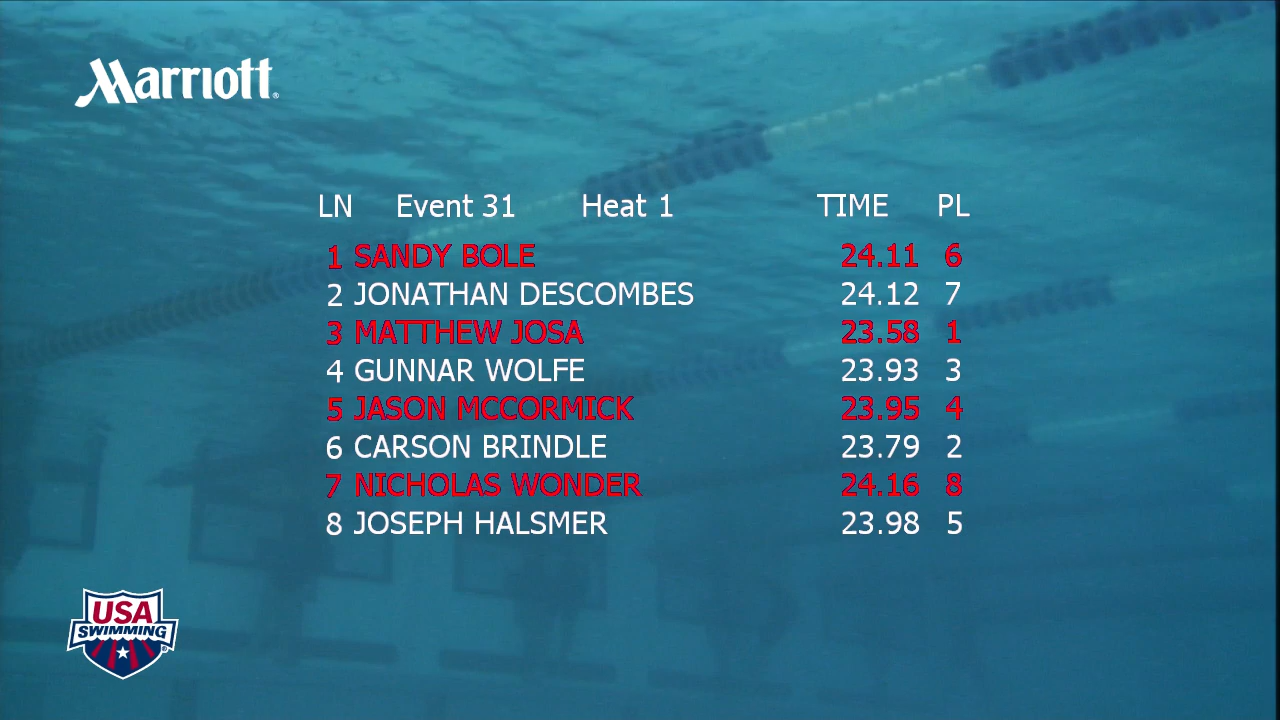 Marriott
LN Event 31 Heat 1 TIME PL
1 SANDY BOLE 24.11 6
2 JONATHAN DESCOMBES 24.12 7
3 MATTHEW JOSA 23.58 1
4 GUNNAR WOLFE 23.93 3
5 JASON MCCORMICK 23.95 4
6 CARSON BRINDLE 23.79 2
7 NICHOLAS WONDER 24.16 8
8 JOSEPH HALSMER 23.98 5
USA
SWIMMING